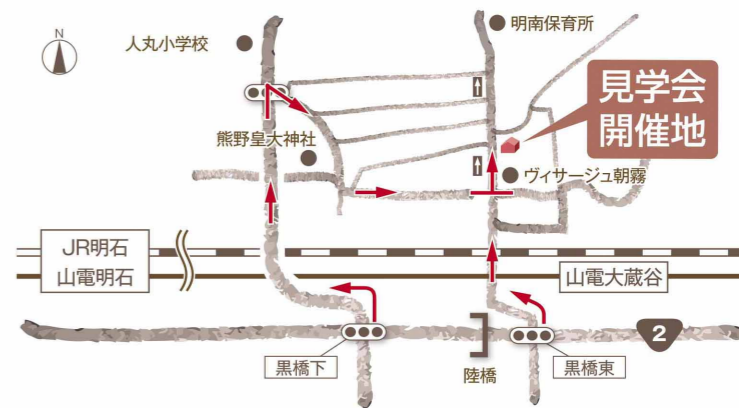 N
人丸小学校
明南保育所
見学会
開催地
熊野皇大神社
ヴィサージュ朝霧
JR明石
山電明石
山電大蔵谷
2
黒橋下
陸橋
黒橋東